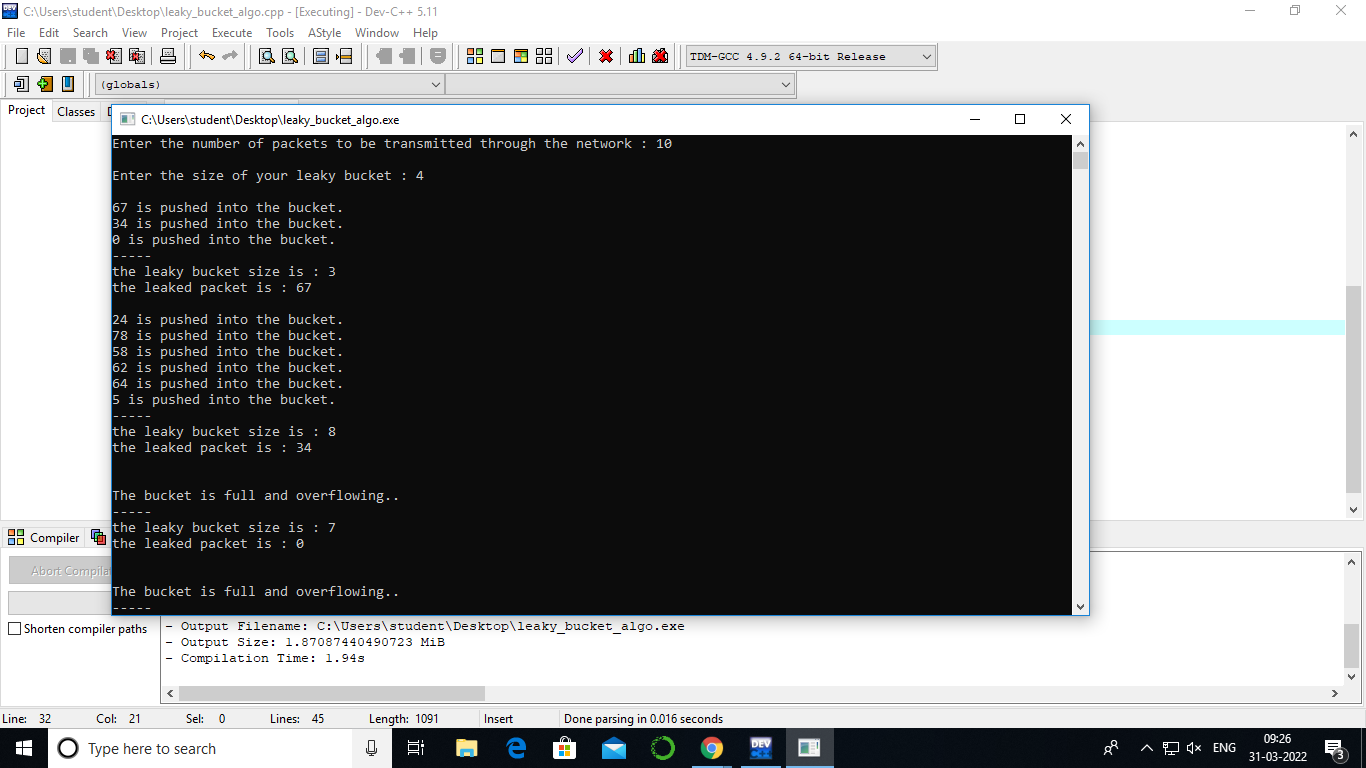 C:\Users\student\Desktop\leaky_bucket_algo.cpp - [Executing] - Dev-C++ 5.11
File Edit Search View Project Execute Tools AStyle Window Help
TDM-GCC 4.9.2 64-bit Release
(globals)
Project Classes
C:\Users\student\Desktop\leaky_bucket_algo.exe
Enter the number of packets to be transmitted through the network : 10
Enter the size of your leaky bucket : 4
67 is pushed into the bucket.
34 is pushed into the bucket.
0 is pushed into the bucket.
-----
the leaky bucket size is : 3
the leaked packet is : 67
24 is pushed into the bucket.
78 is pushed into the bucket.
58 is pushed into the bucket.
62 is pushed into the bucket.
64 is pushed into the bucket.
5 is pushed into the bucket.
-----
the leaky bucket size is : 8
the leaked packet is : 34
The bucket is full and overflowing..
-----
the leaky bucket size is : 7
the leaked packet is : 0
The bucket is full and overflowing..
-----
Compiler
Abort Compilat
Shorten compiler paths
- Output Filename: C:\Users\student\Desktop\leaky_bucket_algo.exe
- Output Size: 1.87087440490723 MiB
- Compilation Time: 1.94s
Line: 32 Col: 21 Sel: 0 Lines: 45 Length: 1091 Insert Done parsing in 0.016 seconds
Type here to search
DEV
ENG
09:26
31-03-2022
3